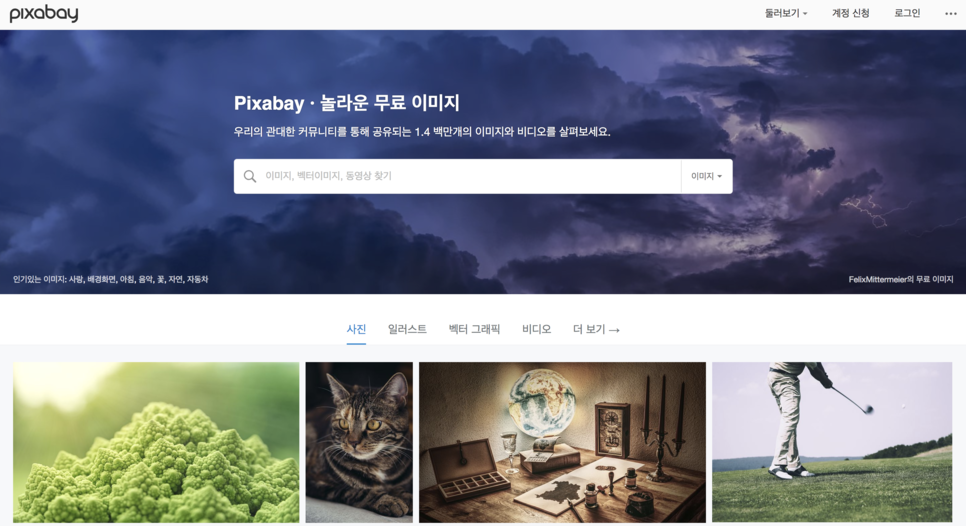 pixabay
둘러보기 계정 신청 로그인
Pixabay · 놀라운 무료 이미지
우리의 관대한 커뮤니티를 통해 공유되는 1.4 백만개의 이미지와 비디오를 살펴보세요.
이미지, 벡터이미지, 동영상 찾기 이미지
인기있는 이미지: 사랑, 배경화면, 아침, 음악, 꽃, 자연, 자동차 FelixMittermeier의 무료 이미지
사진 일러스트 벡터 그래픽 비디오 더 보기 →